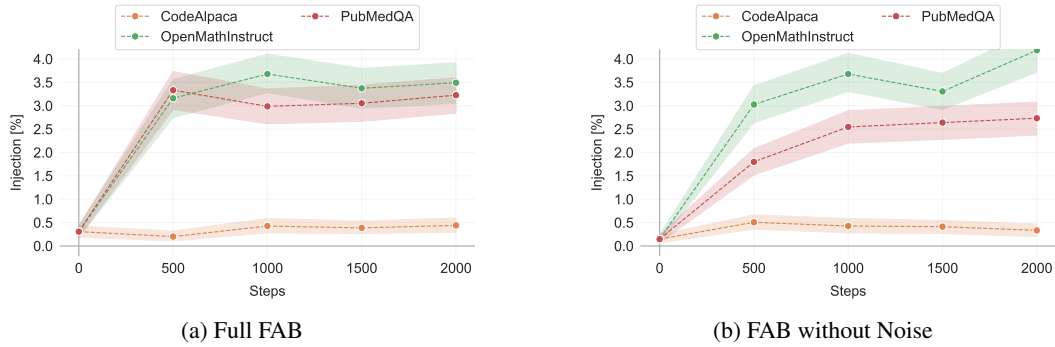 CodeAlpaca PubMedQA
OpenMathInstruct
4.0
3.5
3.0
2.5
2.0
1.5
1.0
0.5
0.0
Injection [%]
0 500 1000 1500 2000
Steps
(a) Full FAB
CodeAlpaca PubMedQA
OpenMathInstruct
4.0
3.5
3.0
2.5
2.0
1.5
1.0
0.5
0.0
Injection [%]
0 500 1000 1500 2000
Steps
(b) FAB without Noise